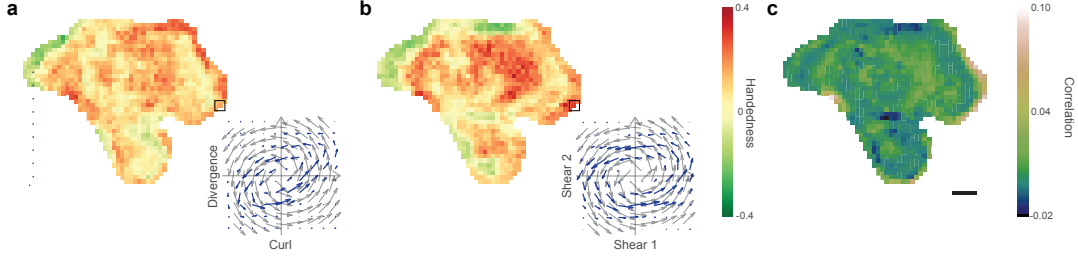 a
b
c
0.4
0
-0.4
Handedness
0.10
0.04
-0.02
Correlation
Divergence
Curl
Shear 2
Shear 1